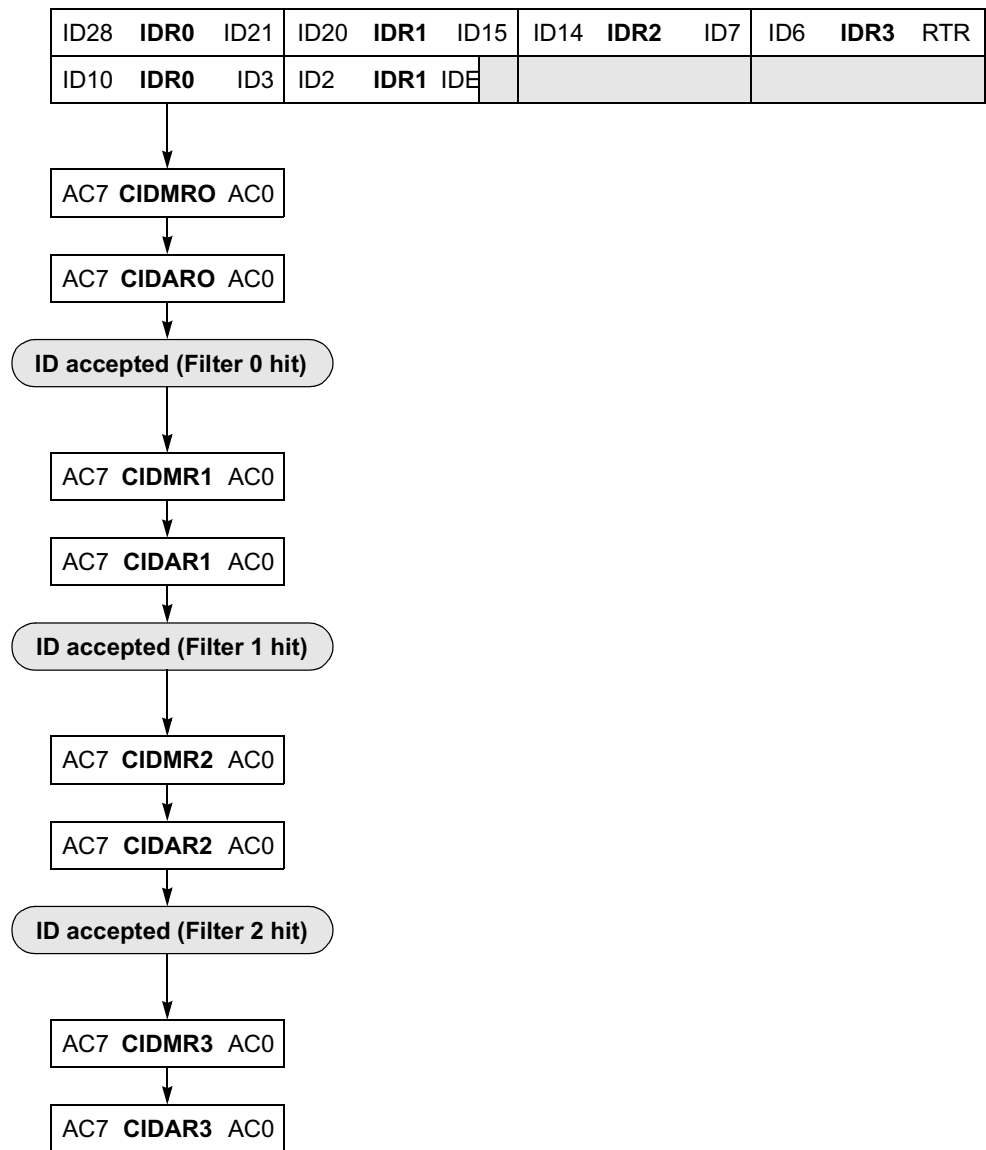 ID28 IDR0 ID21 ID20 IDR1 ID15 ID14 IDR2 ID7 ID6 IDR3 RTR
ID10 IDR0 ID3 ID2 IDR1 IDE
AC7 CIDMRO AC0
AC7 CIDARO AC0
ID accepted (Filter 0 hit)
AC7 CIDMR1 AC0
AC7 CIDAR1 AC0
ID accepted (Filter 1 hit)
AC7 CIDMR2 AC0
AC7 CIDAR2 AC0
ID accepted (Filter 2 hit)
AC7 CIDMR3 AC0
AC7 CIDAR3 AC0